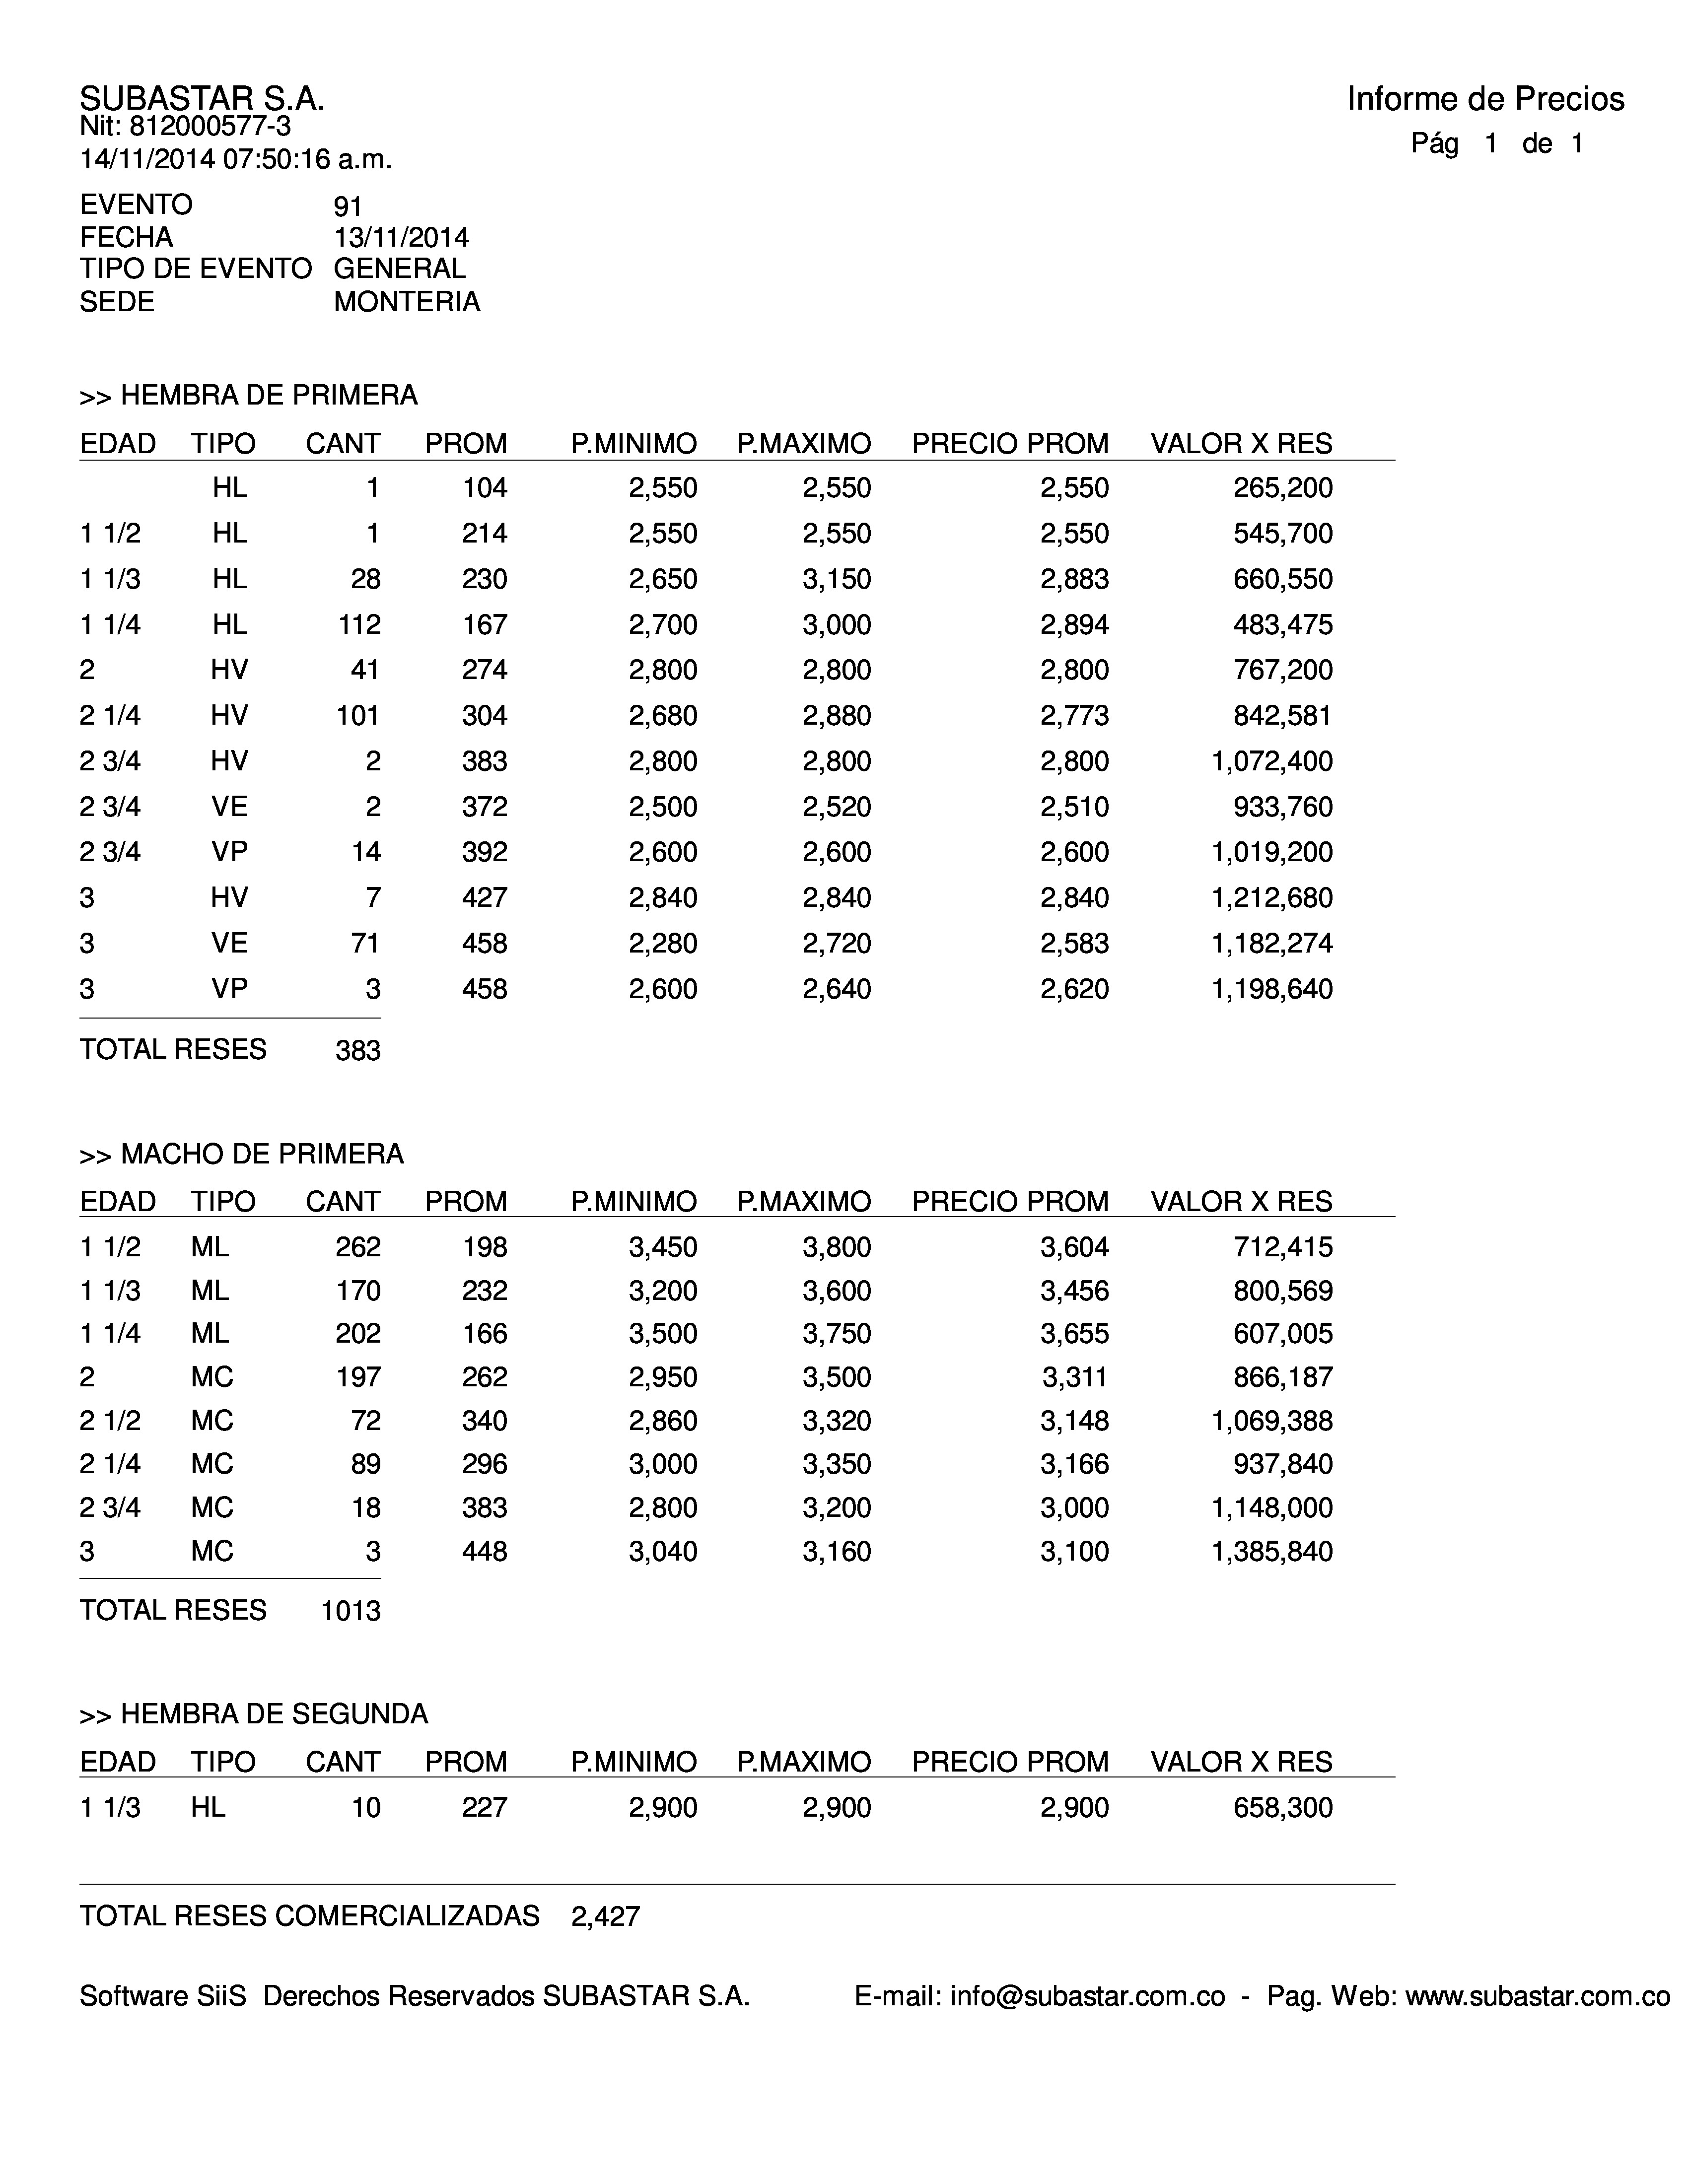 SUBASTAR S.A.
Informe de Precios
Nit: 812000577-3
Pág 1 de 1
14/11/2014 07:50:16 a.m.
EVENTO 91
FECHA 13/11/2014
TIPO DE EVENTO GENERAL
SEDE MONTERIA
>> HEMBRA DE PRIMERA
EDAD TIPO CANT PROM P.MINIMO P.MAXIMO PRECIO PROM VALOR X RES
HL 1 104 2,550 2,550 2,550 265,200
1 1/2 HL 1 214 2,550 2,550 2,550 545,700
1 1/3 HL 28 230 2,650 3,150 2,883 660,550
1 1/4 HL 112 167 2,700 3,000 2,894 483,475
2 HV 41 274 2,800 2,800 2,800 767,200
2 1/4 HV 101 304 2,680 2,880 2,773 842,581
2 3/4 HV 2 383 2,800 2,800 2,800 1,072,400
2 3/4 VE 2 372 2,500 2,520 2,510 933,760
2 3/4 VP 14 392 2,600 2,600 2,600 1,019,200
3 HV 7 427 2,840 2,840 2,840 1,212,680
3 VE 71 458 2,280 2,720 2,583 1,182,274
3 VP 3 458 2,600 2,640 2,620 1,198,640
TOTAL RESES 383
>> MACHO DE PRIMERA
EDAD TIPO CANT PROM P.MINIMO P.MAXIMO PRECIO PROM VALOR X RES
1 1/2 ML 262 198 3,450 3,800 3,604 712,415
1 1/3 ML 170 232 3,200 3,600 3,456 800,569
1 1/4 ML 202 166 3,500 3,750 3,655 607,005
2 MC 197 262 2,950 3,500 3,311 866,187
2 1/2 MC 72 340 2,860 3,320 3,148 1,069,388
2 1/4 MC 89 296 3,000 3,350 3,166 937,840
2 3/4 MC 18 383 2,800 3,200 3,000 1,148,000
3 MC 3 448 3,040 3,160 3,100 1,385,840
TOTAL RESES 1013
>> HEMBRA DE SEGUNDA
EDAD TIPO CANT PROM P.MINIMO P.MAXIMO PRECIO PROM VALOR X RES
1 1/3 HL 10 227 2,900 2,900 2,900 658,300
TOTAL RESES COMERCIALIZADAS 2,427
Software SiiS Derechos Reservados SUBASTAR S.A. E-mail: info@subastar.com.co - Pag. Web: www.subastar.com.co